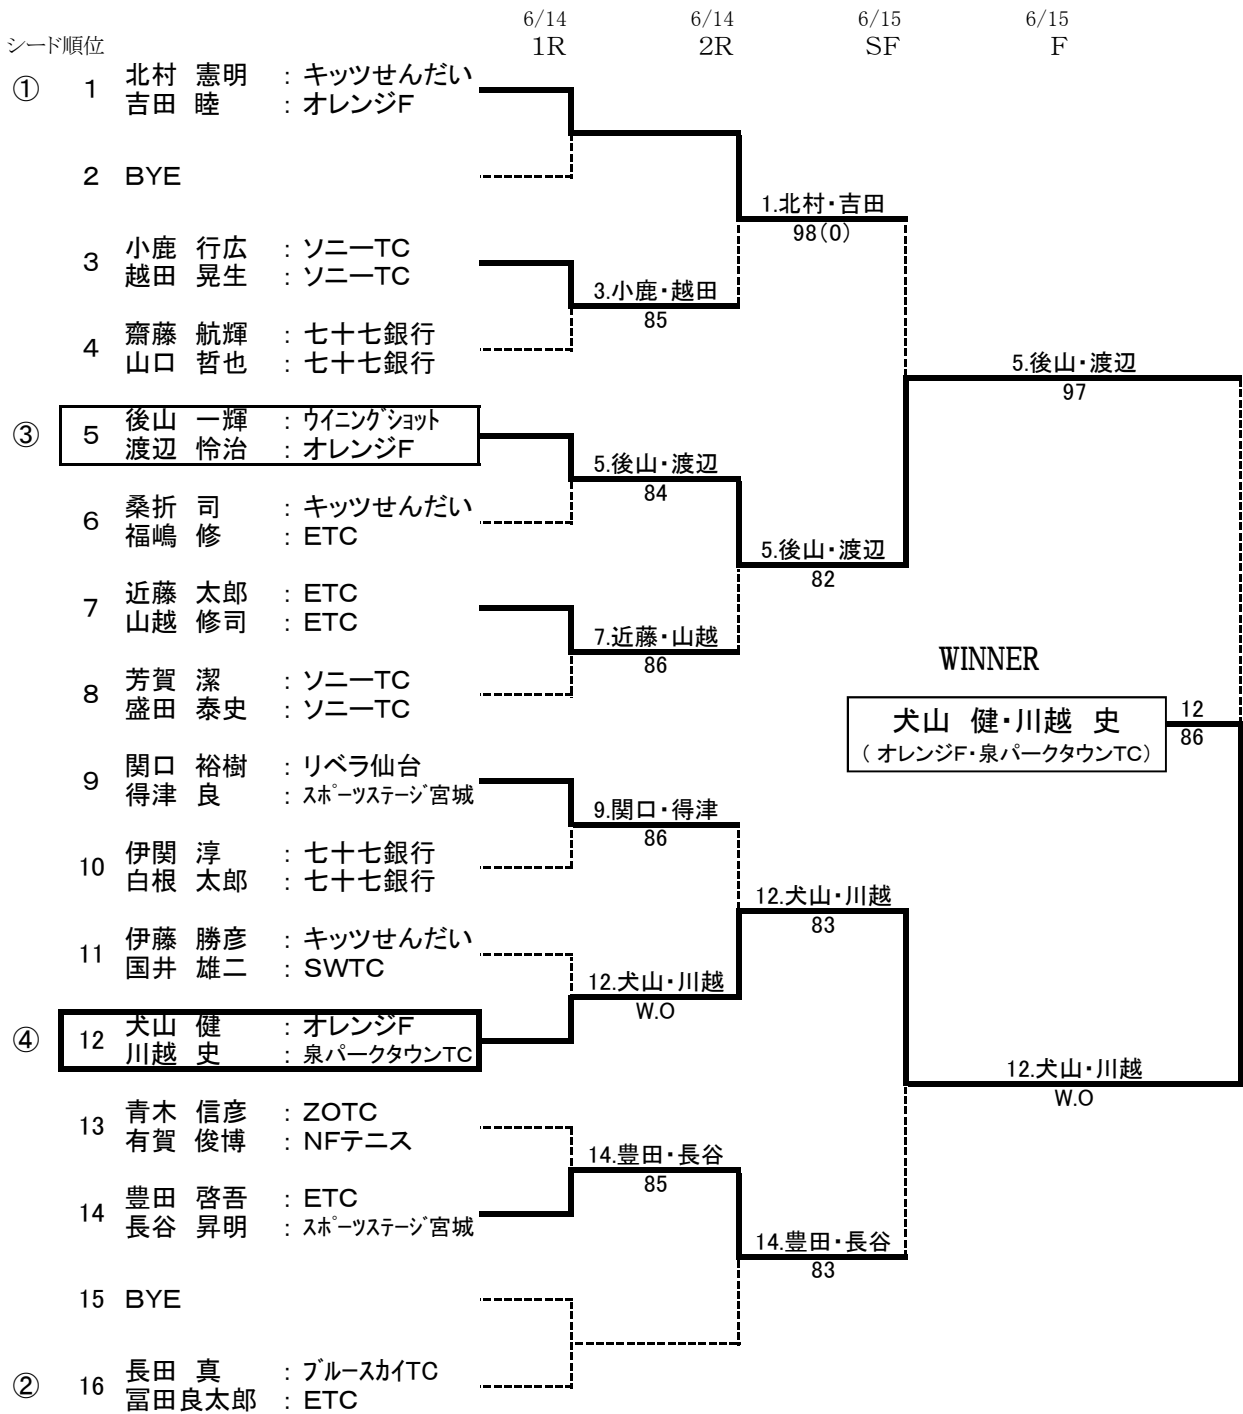 6/14 6/14 6/15 6/15
シード順位 1R 2R SF F
① 1 北村 憲明 : キッツせんだい
吉田 睦 : オレンジF
2 BYE
1.北村・吉田
98(0)
3 小鹿 行広 : ソニーTC
越田 晃生 : ソニーTC
3.小鹿・越田
85
4 齋藤 航輝 : 七十七銀行
山口 哲也 : 七十七銀行
5.後山・渡辺
97
③ 5 後山 一輝 : ウイニングショット
渡辺 怜治 : オレンジF
5.後山・渡辺
84
6 桑折 司 : キッツせんだい
福嶋 修 : ETC
5.後山・渡辺
82
7 近藤 太郎 : ETC
山越 修司 : ETC
7.近藤・山越
86
WINNER
8 芳賀 潔 : ソニーTC
盛田 泰史 : ソニーTC
犬山 健・川越 史
(オレンジF・泉パークタウンTC)
12
86
9 関口 裕樹 : リベラ仙台
得津 良 : スポーツステージ宮城
9.関口・得津
86
10 伊関 淳 : 七十七銀行
白根 太郎 : 七十七銀行
12.犬山・川越
83
11 伊藤 勝彦 : キッツせんだい
国井 雄二 : SWTC
12.犬山・川越
W.O
④ 12 犬山 健 : オレンジF
川越 史 : 泉パークタウンTC
12.犬山・川越
W.O
13 青木 信彦 : ZOTC
有賀 俊博 : NFテニス
14.豊田・長谷
85
14 豊田 啓吾 : ETC
長谷 昇明 : スポーツステージ宮城
14.豊田・長谷
83
15 BYE
② 16 長田 真 : ブルースカイTC
冨田良太郎 : ETC